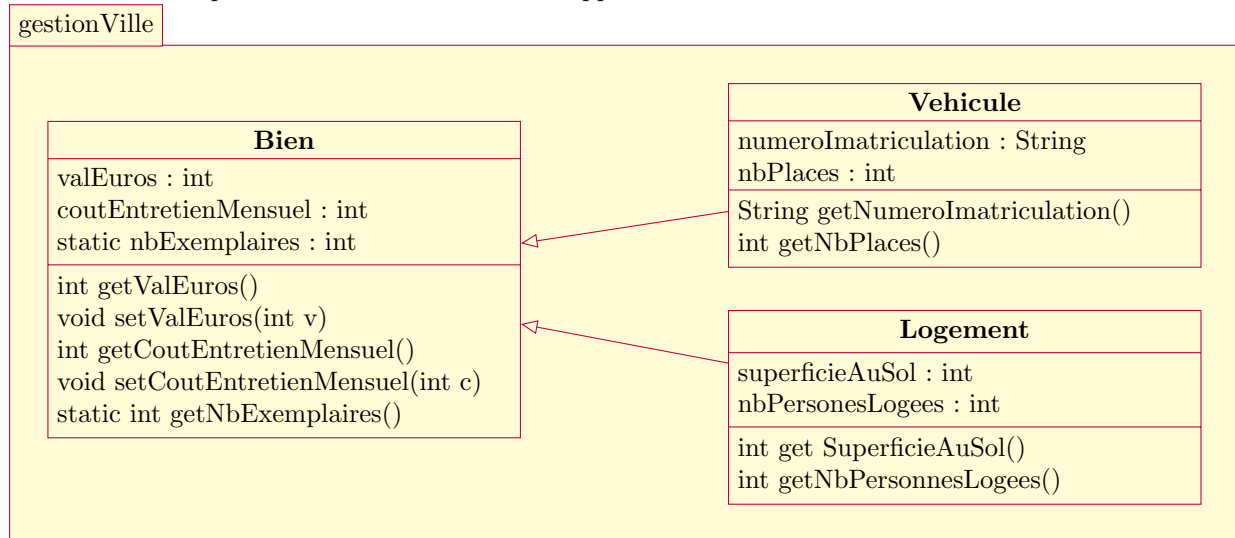 gestionVille
Bien
valEuros : int
coutEntretienMensuel : int
static nbExemplaires : int
int getValEuros()
void setValEuros(int v)
int getCoutEntretienMensuel()
void setCoutEntretienMensuel(int c)
static int getNbExemplaires()
Vehicule
numeroImatriculation : String
nbPlaces : int
String getNumeroImatriculation()
int getNbPlaces()
Logement
superficieAuSol : int
nbPersonesLogees : int
int get SuperficieAuSol()
int getNbPersonnesLogees()